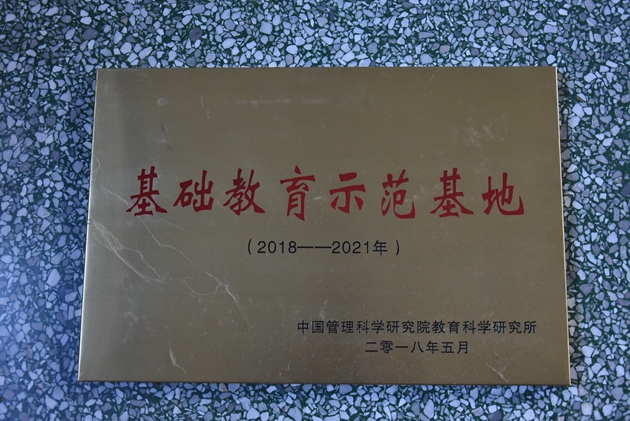 基础教育示范基地
（2018——2021年）
中国管理科学研究院教育科学研究所
二零一八年五月